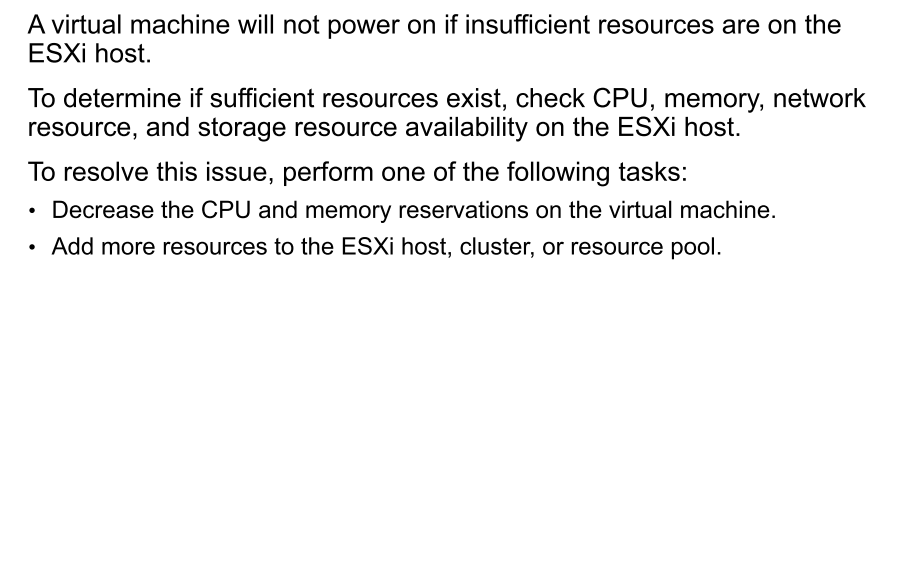 A virtual machine will not power on if insufficient resources are on the
ESXi host.
To determine if sufficient resources exist, check CPU, memory, network
resource, and storage resource availability on the ESXi host.
To resolve this issue, perform one of the following tasks:
• Decrease the CPU and memory reservations on the virtual machine.
• Add more resources to the ESXi host, cluster, or resource pool.